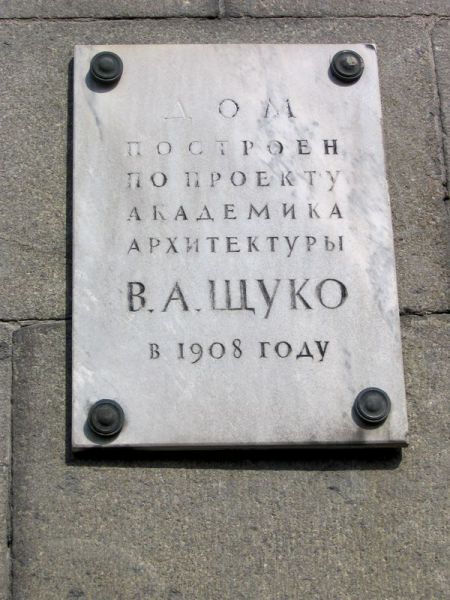 ДОМ
ПОСТРОЕН
ПО ПРОЕКТУ
АКАДЕМИКА
АРХИТЕКТУРЫ
В. А. ЩУКО
В 1908 ГОДУ